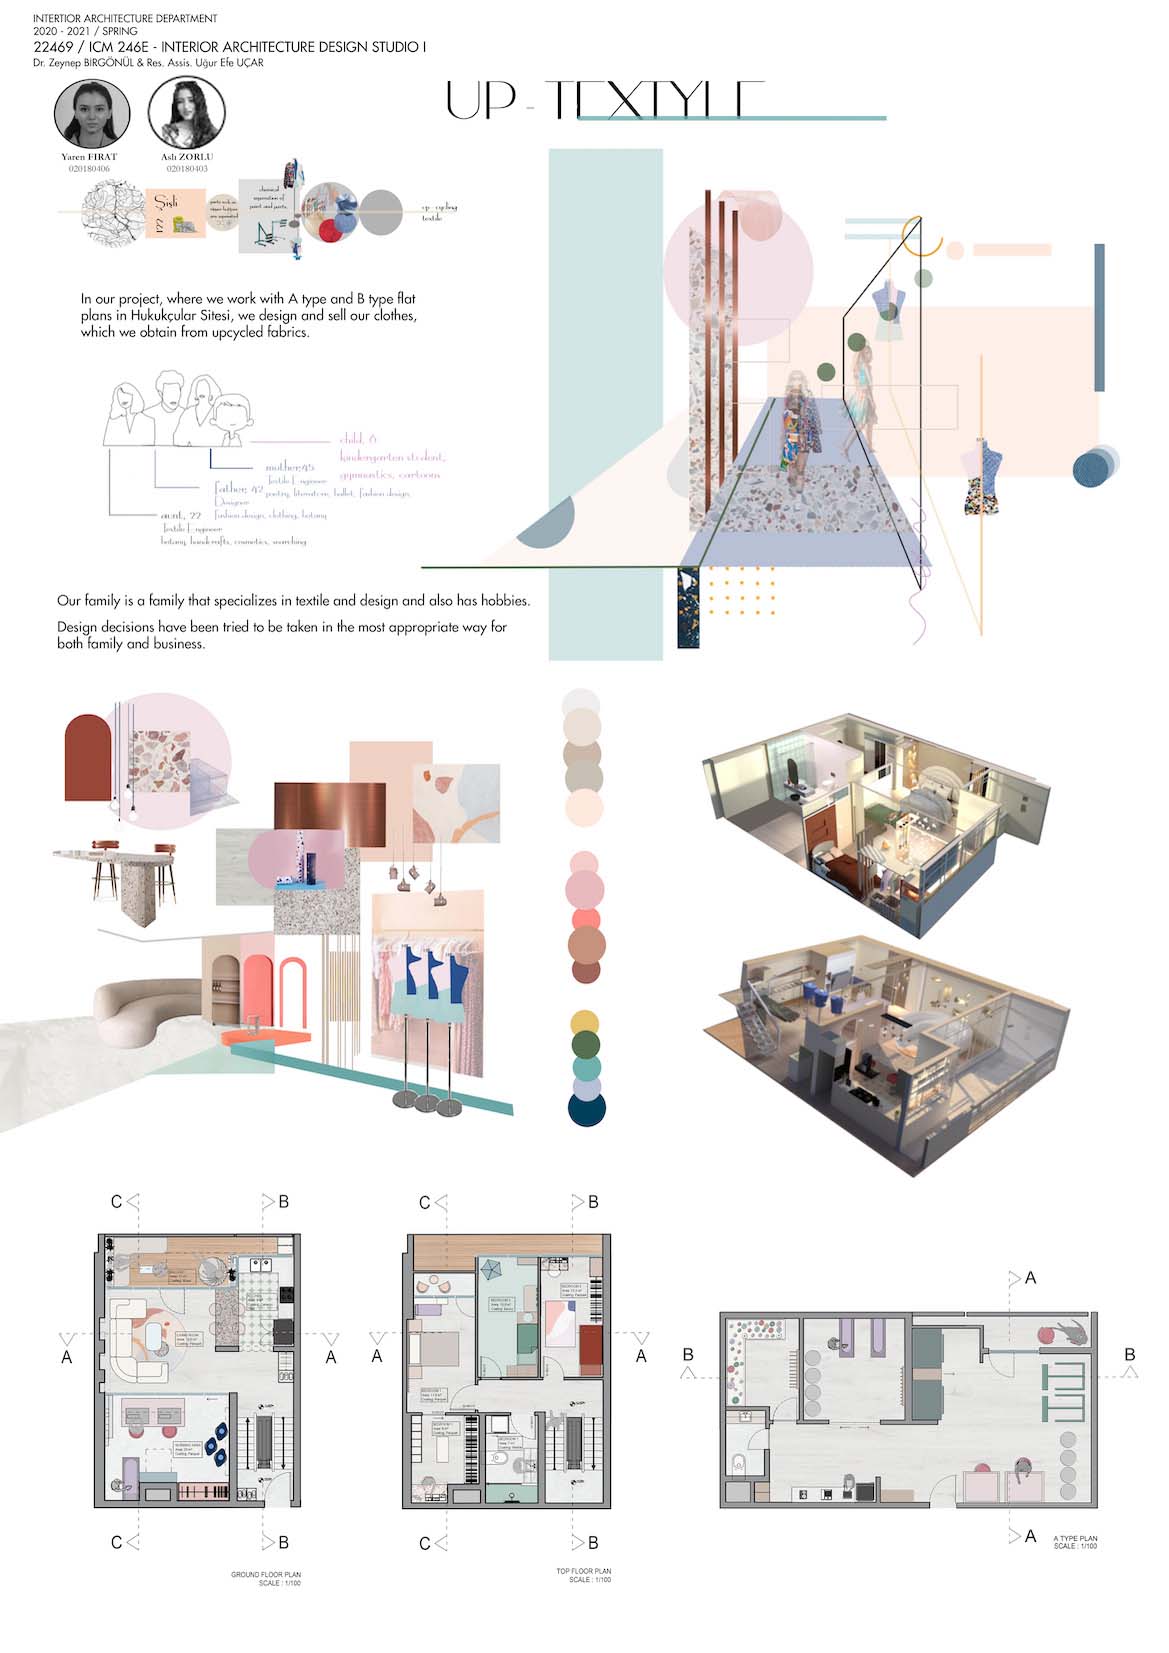 INTERTIOR ARCHITECTURE DEPARTMENT
2020 - 2021 / SPRING
22469 / ICM 246E - INTERIOR ARCHITECTURE DESIGN STUDIO I
Dr. Zeynep BİRGÖNÜL & Res. Assis. Uğur Efe UÇAR
UP - TEXTYLE
Yaren FIRAT
020180406
Aslı ZORLU
020180403
Şişli
122
chemical
separation of
paint and parts.
up - cycling
textile
In our project, where we work with A type and B type flat
plans in Hukukçular Sitesi, we design and sell our clothes,
which we obtain from upcycled fabrics.
child, 6
kindergarten student,
gymnastics, cartoons
mother,45
Textile Engineer
poetry, literature, ballet, fashion design,
Father, 42
Designer
Fashion design, clothing, botany
aunt, 22
Textile Engineer
botany, handcrafts, cosmetics, searching
Our family is a family that specializes in textile and design and also has hobbies.
Design decisions have been tried to be taken in the most appropriate way for
both family and business.
C
B
A
A
C
B
GROUND FLOOR PLAN
SCALE : 1/100
C
B
A
A
C
B
TOP FLOOR PLAN
SCALE : 1/100
A
B
B
A
A TYPE PLAN
SCALE : 1/100